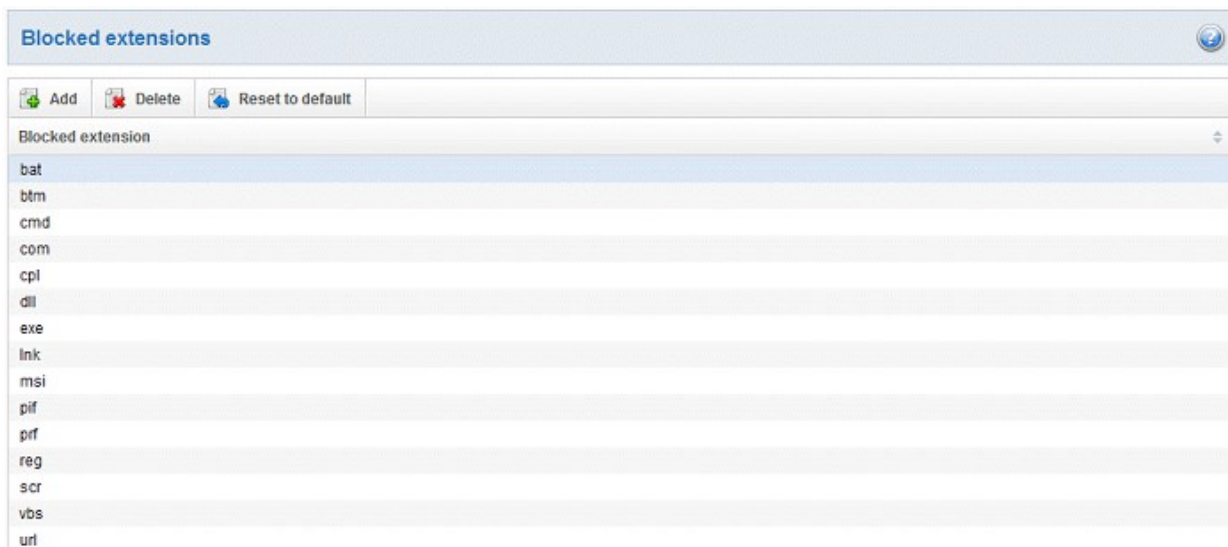 Blocked extensions
Add Delete Reset to default
Blocked extension
bat
btm
cmd
com
cpl
dll
exe
lnk
msi
pif
prf
reg
scr
vbs
url